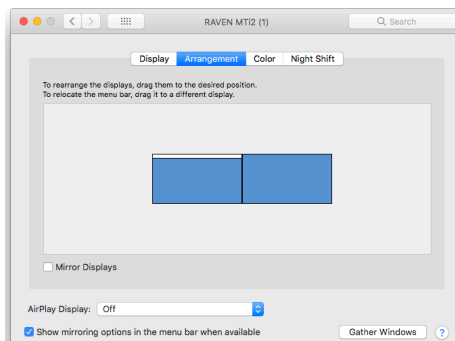 RAVEN MTi2 (1)
Search
Display Arrangement Color Night Shift
To rearrange the displays, drag them to the desired position.
To relocate the menu bar, drag it to a different display.
Mirror Displays
AirPlay Display: Off
Show mirroring options in the menu bar when available
Gather Windows ?